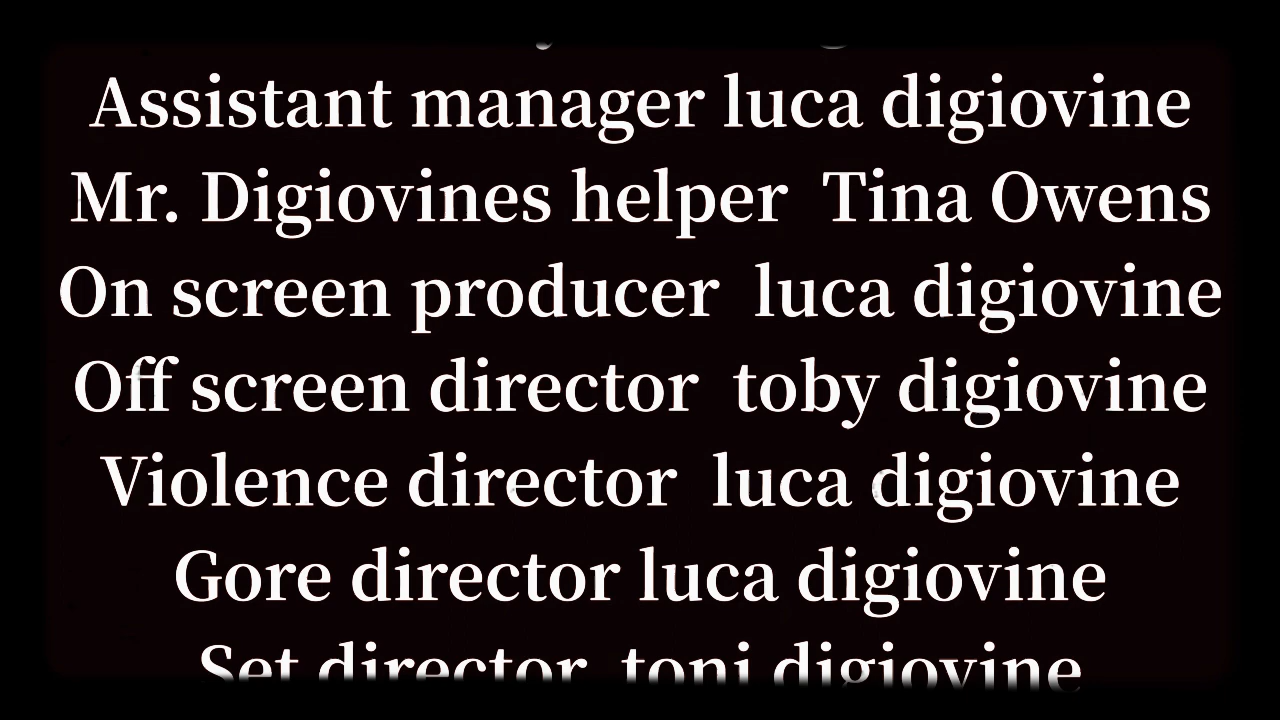 Assistant manager luca digiovine
Mr. Digiovines helper Tina Owens
On screen producer luca digiovine
Off screen director toby digiovine
Violence director luca digiovine
Gore director luca digiovine
Set director toni digiovine